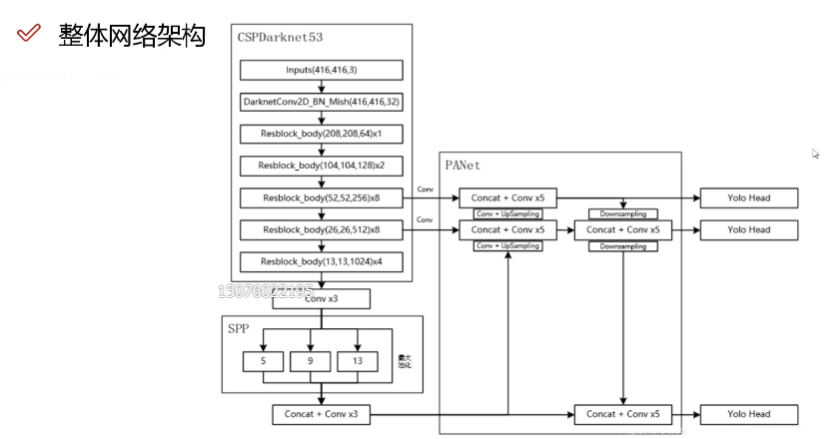 整体网络架构
CSPDarknet53
Inputs(416,416,3)
DarknetConv2D_BN_Mish(416,416,32)
Resblock_body(208,208,64)x1
Resblock_body(104,104,128)x2
Resblock_body(52,52,256)x8
Resblock_body(26,26,512)x8
Resblock_body(13,13,1024)x4
15076022195
Conv x3
SPP
5
9
13
最大
池化
Concat + Conv x3
Conv
Conv
PANet
Concat + Conv x5
Conv + UpSampling
Concat + Conv x5
Conv + UpSampling
Downsampling
Concat + Conv x5
Downsampling
Concat + Conv x5
Yolo Head
Yolo Head
Yolo Head